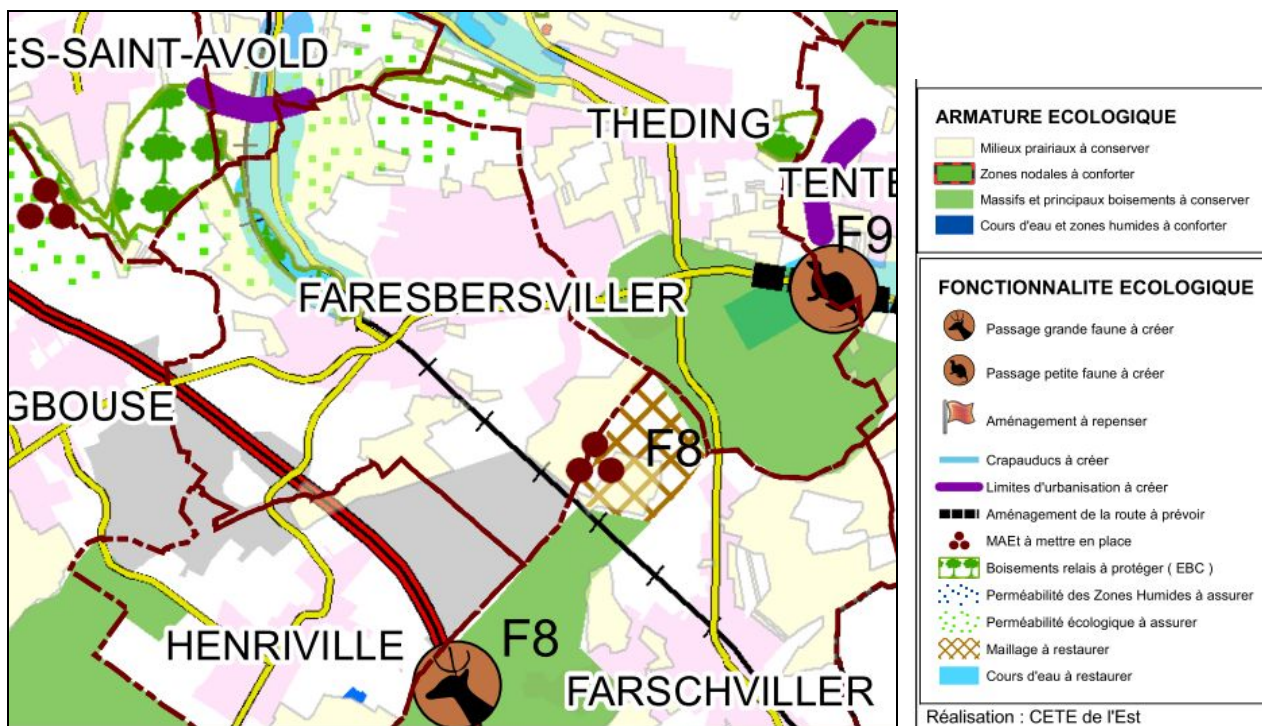 ES-SAINT-AVOLD
THEDING
TENTE
F9
FARESBERSVILLER
GBOUSE
F8
HENRIVILLE
F8
FARSCHVILLER
ARMATURE ECOLOGIQUE
Milieux prairiaux à conserver
Zones nodales à conforter
Massifs et principaux boisements à conserver
Cours d'eau et zones humides à conforter
FONCTIONNALITE ECOLOGIQUE
Passage grande faune à créer
Passage petite faune à créer
Aménagement à repenser
Crapauducs à créer
Limites d'urbanisation à créer
Aménagement de la route à prévoir
MAEt à mettre en place
Boisements relais à protéger ( EBC )
Perméabilité des Zones Humides à assurer
Perméabilité écologique à assurer
Maillage à restaurer
Cours d'eau à restaurer
Réalisation : CETE de l'Est